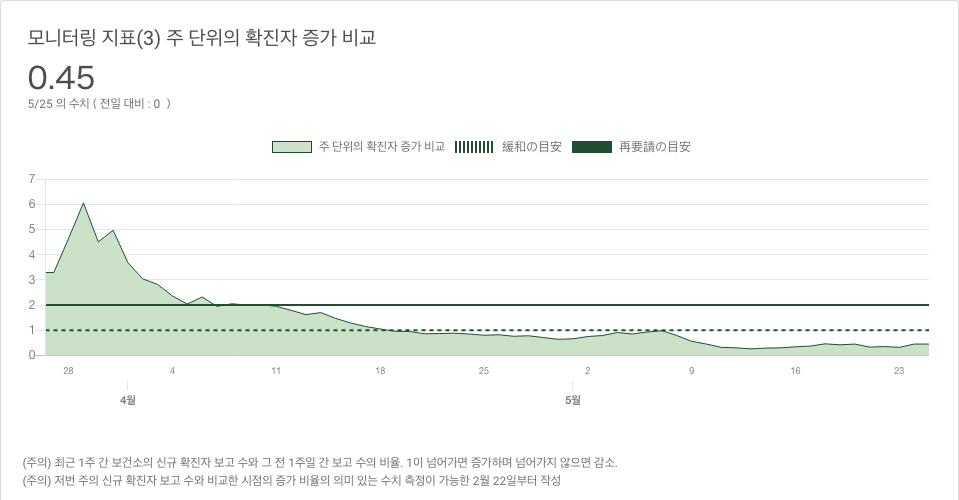 모니터링 지표(3) 주 단위의 확진자 증가 비교
0.45
5/25 의 수치 ( 전일 대비 : 0 )
주 단위의 확진자 증가 비교 緩和の目安 再要請の目安
7
6
5
4
3
2
1
0
28 4 11 18 25 2 9 16 23
4월 5월
(주의) 최근 1주 간 보건소의 신규 확진자 보고 수와 그 전 1주일 간 보고 수의 비율. 1이 넘어가면 증가하며 넘어가지 않으면 감소.
(주의) 저번 주의 신규 확진자 보고 수와 비교한 시점의 증가 비율의 의미 있는 수치 측정이 가능한 2월 22일부터 작성